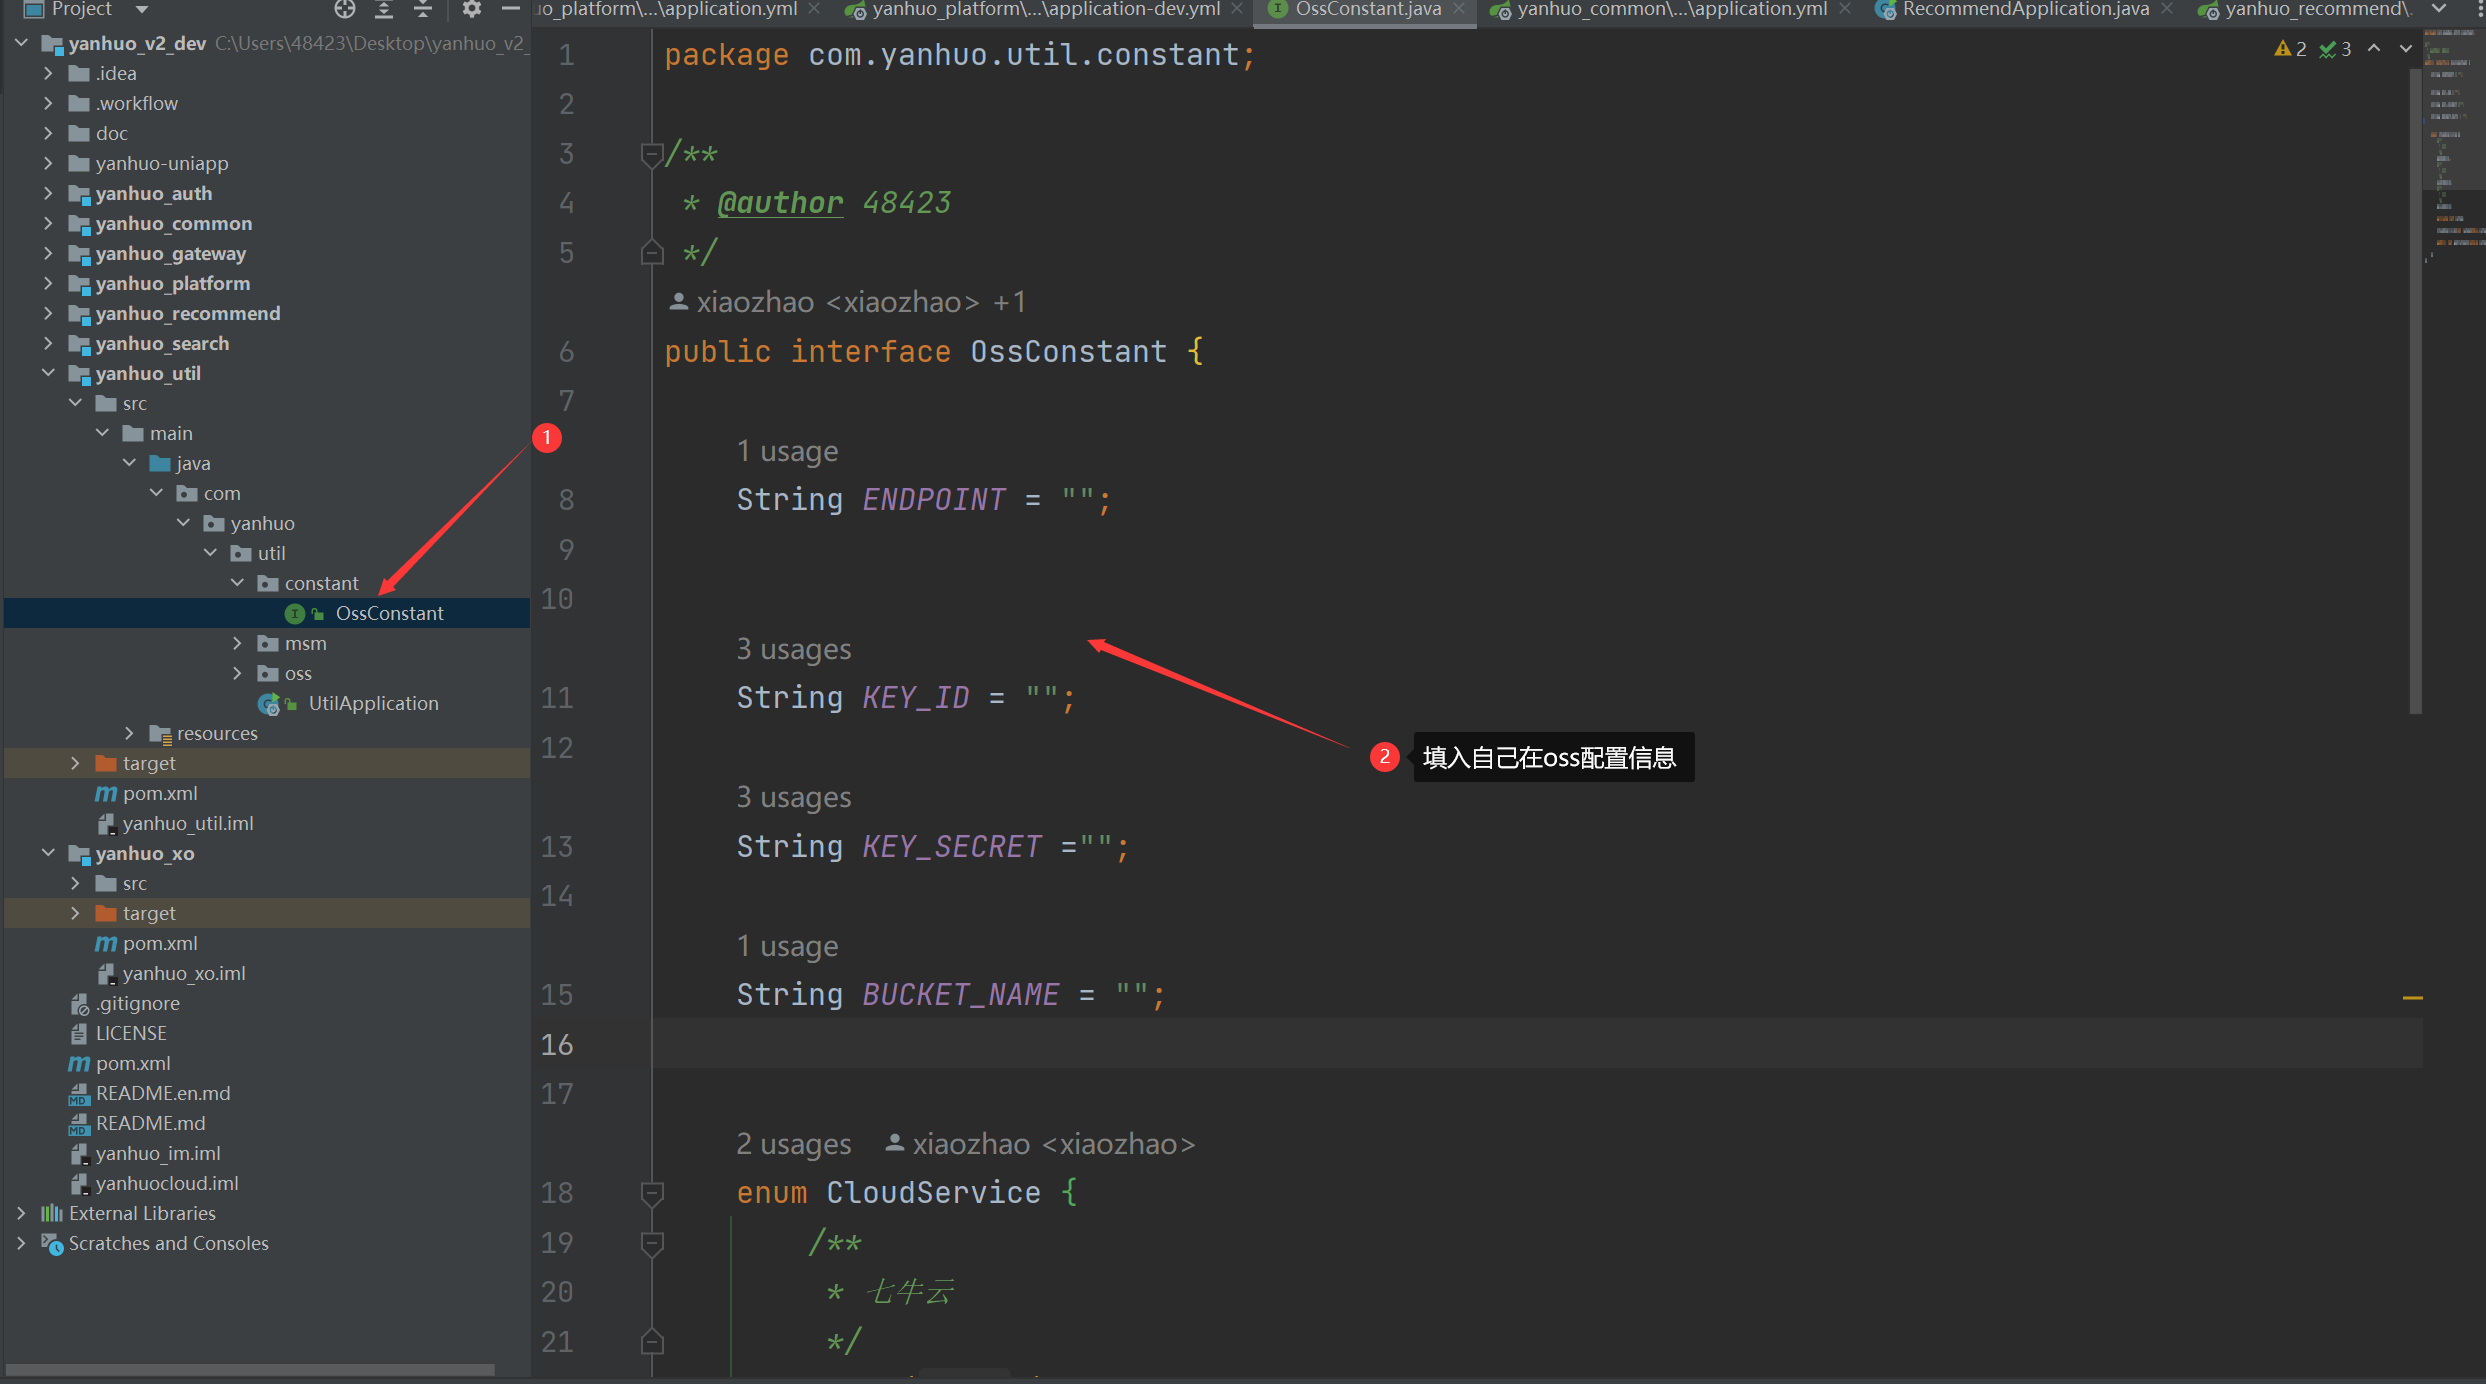 Project
yanhuo_v2_dev C:\Users\48423\Desktop\yanhuo_v2_
.idea
.workflow
doc
yanhuo-uniapp
yanhuo_auth
yanhuo_common
yanhuo_gateway
yanhuo_platform
yanhuo_recommend
yanhuo_search
yanhuo_util
src
main
java
com
yanhuo
util
constant
OssConstant
msm
oss
UtilApplication
resources
target
pom.xml
yanhuo_util.iml
yanhuo_xo
src
target
pom.xml
yanhuo_xo.iml
.gitignore
LICENSE
pom.xml
README.en.md
README.md
yanhuo_im.iml
yanhuocloud.iml
External Libraries
Scratches and Consoles
uo_platform\...\application.yml yanhuo_platform\...\application-dev.yml OssConstant.java yanhuo_common\...\application.yml RecommendApplication.java yanhuo_recommend\.
2 3
1 package com.yanhuo.util.constant;
2
3 /**
4 * @author 48423
5 */
xiaozhao <xiaozhao> +1
6 public interface OssConstant {
7
1 usage
8 String ENDPOINT = "";
9
10
3 usages
11 String KEY_ID = "";
12
3 usages
13 String KEY_SECRET ="";
14
1 usage
15 String BUCKET_NAME = "";
16
17
2 usages xiaozhao <xiaozhao>
18 enum CloudService {
19 /**
20 * 七牛云
21 */
1
2 填入自己在oss配置信息